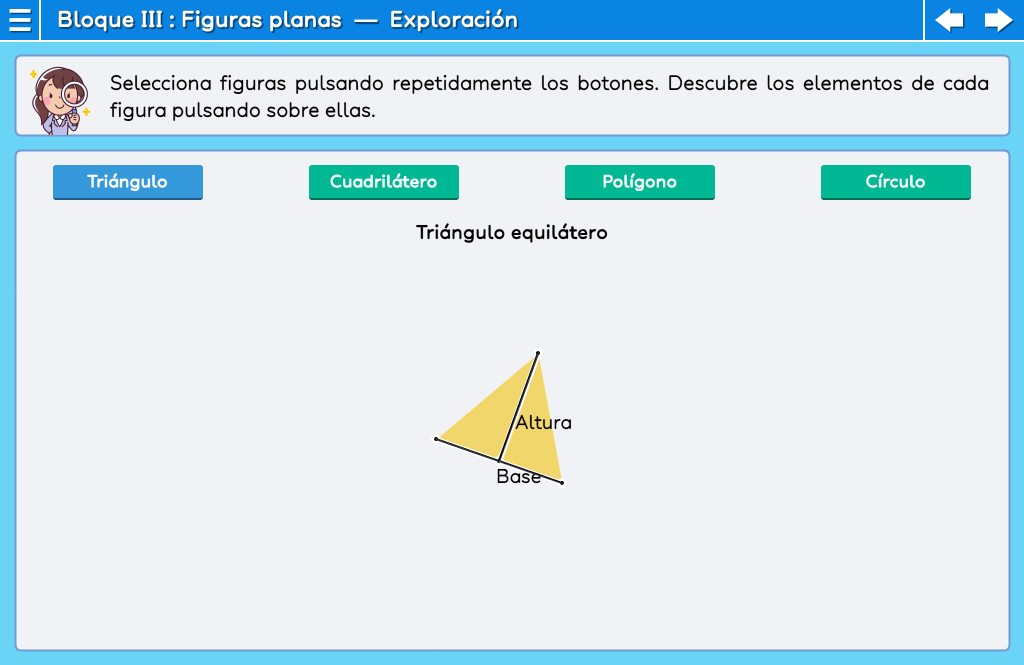 Bloque III : Figuras planas — Exploración
Selecciona figuras pulsando repetidamente los botones. Descubre los elementos de cada
figura pulsando sobre ellas.
Triángulo
Cuadrilátero
Polígono
Círculo
Triángulo equilátero
Altura
Base